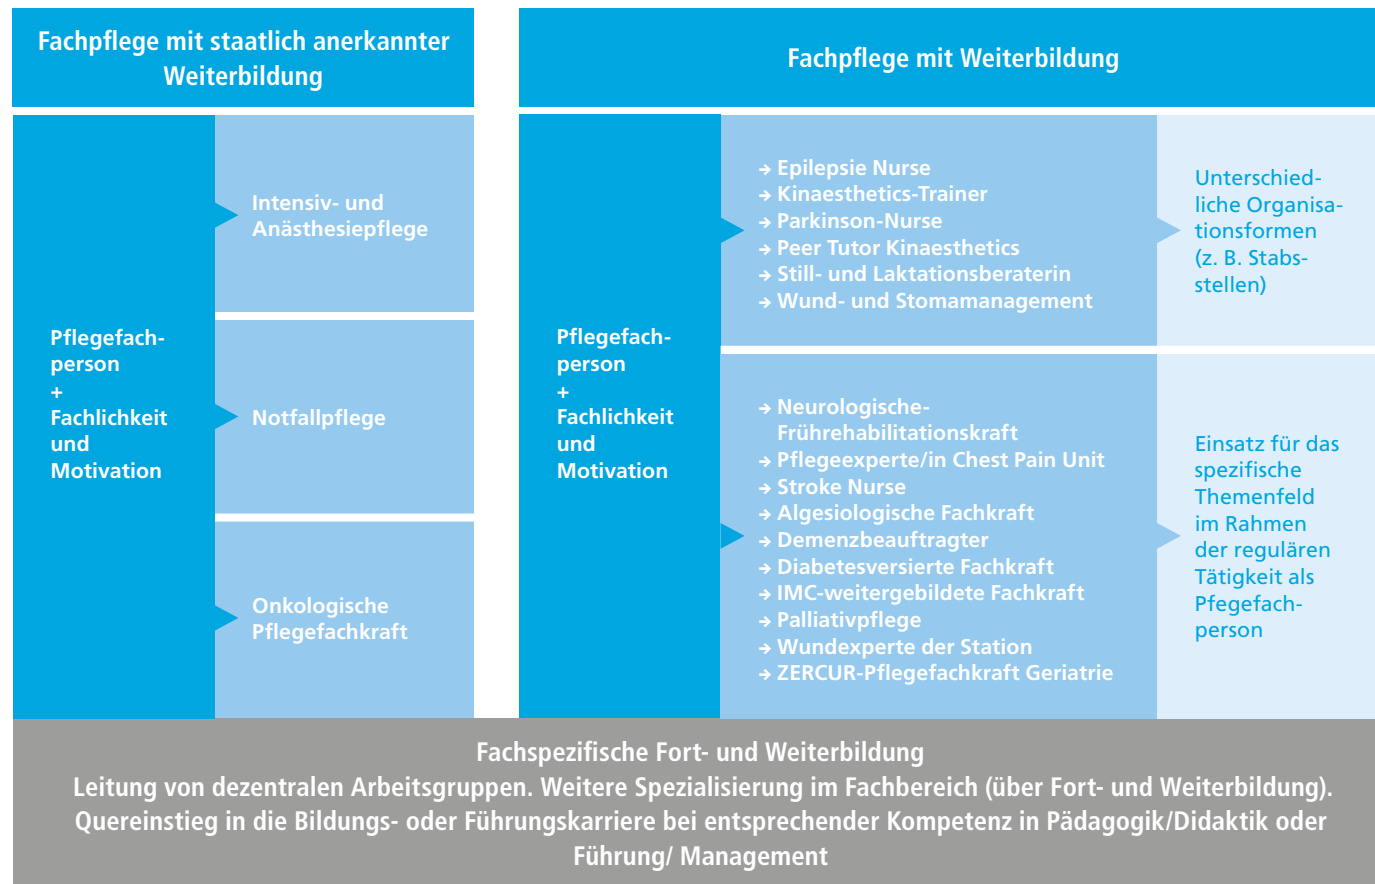 Fachpflege mit staatlich anerkannter
Weiterbildung
Pflegefach-
person
+
Fachlichkeit
und
Motivation
Intensiv- und
Anästhesiepflege
Notfallpflege
Onkologische
Pflegefachkraft
Fachpflege mit Weiterbildung
Pflegefach-
person
+
Fachlichkeit
und
Motivation
→ Epilepsie Nurse
→ Kinaesthetics-Trainer
→ Parkinson-Nurse
→ Peer Tutor Kinaesthetics
→ Still- und Laktationsberaterin
→ Wund- und Stomamanagement
Unterschied-
liche Organisa-
tionsformen
(z. B. Stabs-
stellen)
→ Neurologische-
Frührehabilitationskraft
→ Pflegeexperte/in Chest Pain Unit
→ Stroke Nurse
→ Algesiologische Fachkraft
→ Demenzbeauftragter
→ Diabetesversierte Fachkraft
→ IMC-weitergebildete Fachkraft
→ Palliativpflege
→ Wundexperte der Station
→ ZERCUR-Pflegefachkraft Geriatrie
Einsatz für das
spezifische
Themenfeld
im Rahmen
der regulären
Tätigkeit als
Pfegefach-
person
Fachspezifische Fort- und Weiterbildung
Leitung von dezentralen Arbeitsgruppen. Weitere Spezialisierung im Fachbereich (über Fort- und Weiterbildung).
Quereinstieg in die Bildungs- oder Führungskarriere bei entsprechender Kompetenz in Pädagogik/Didaktik oder
Führung/ Management